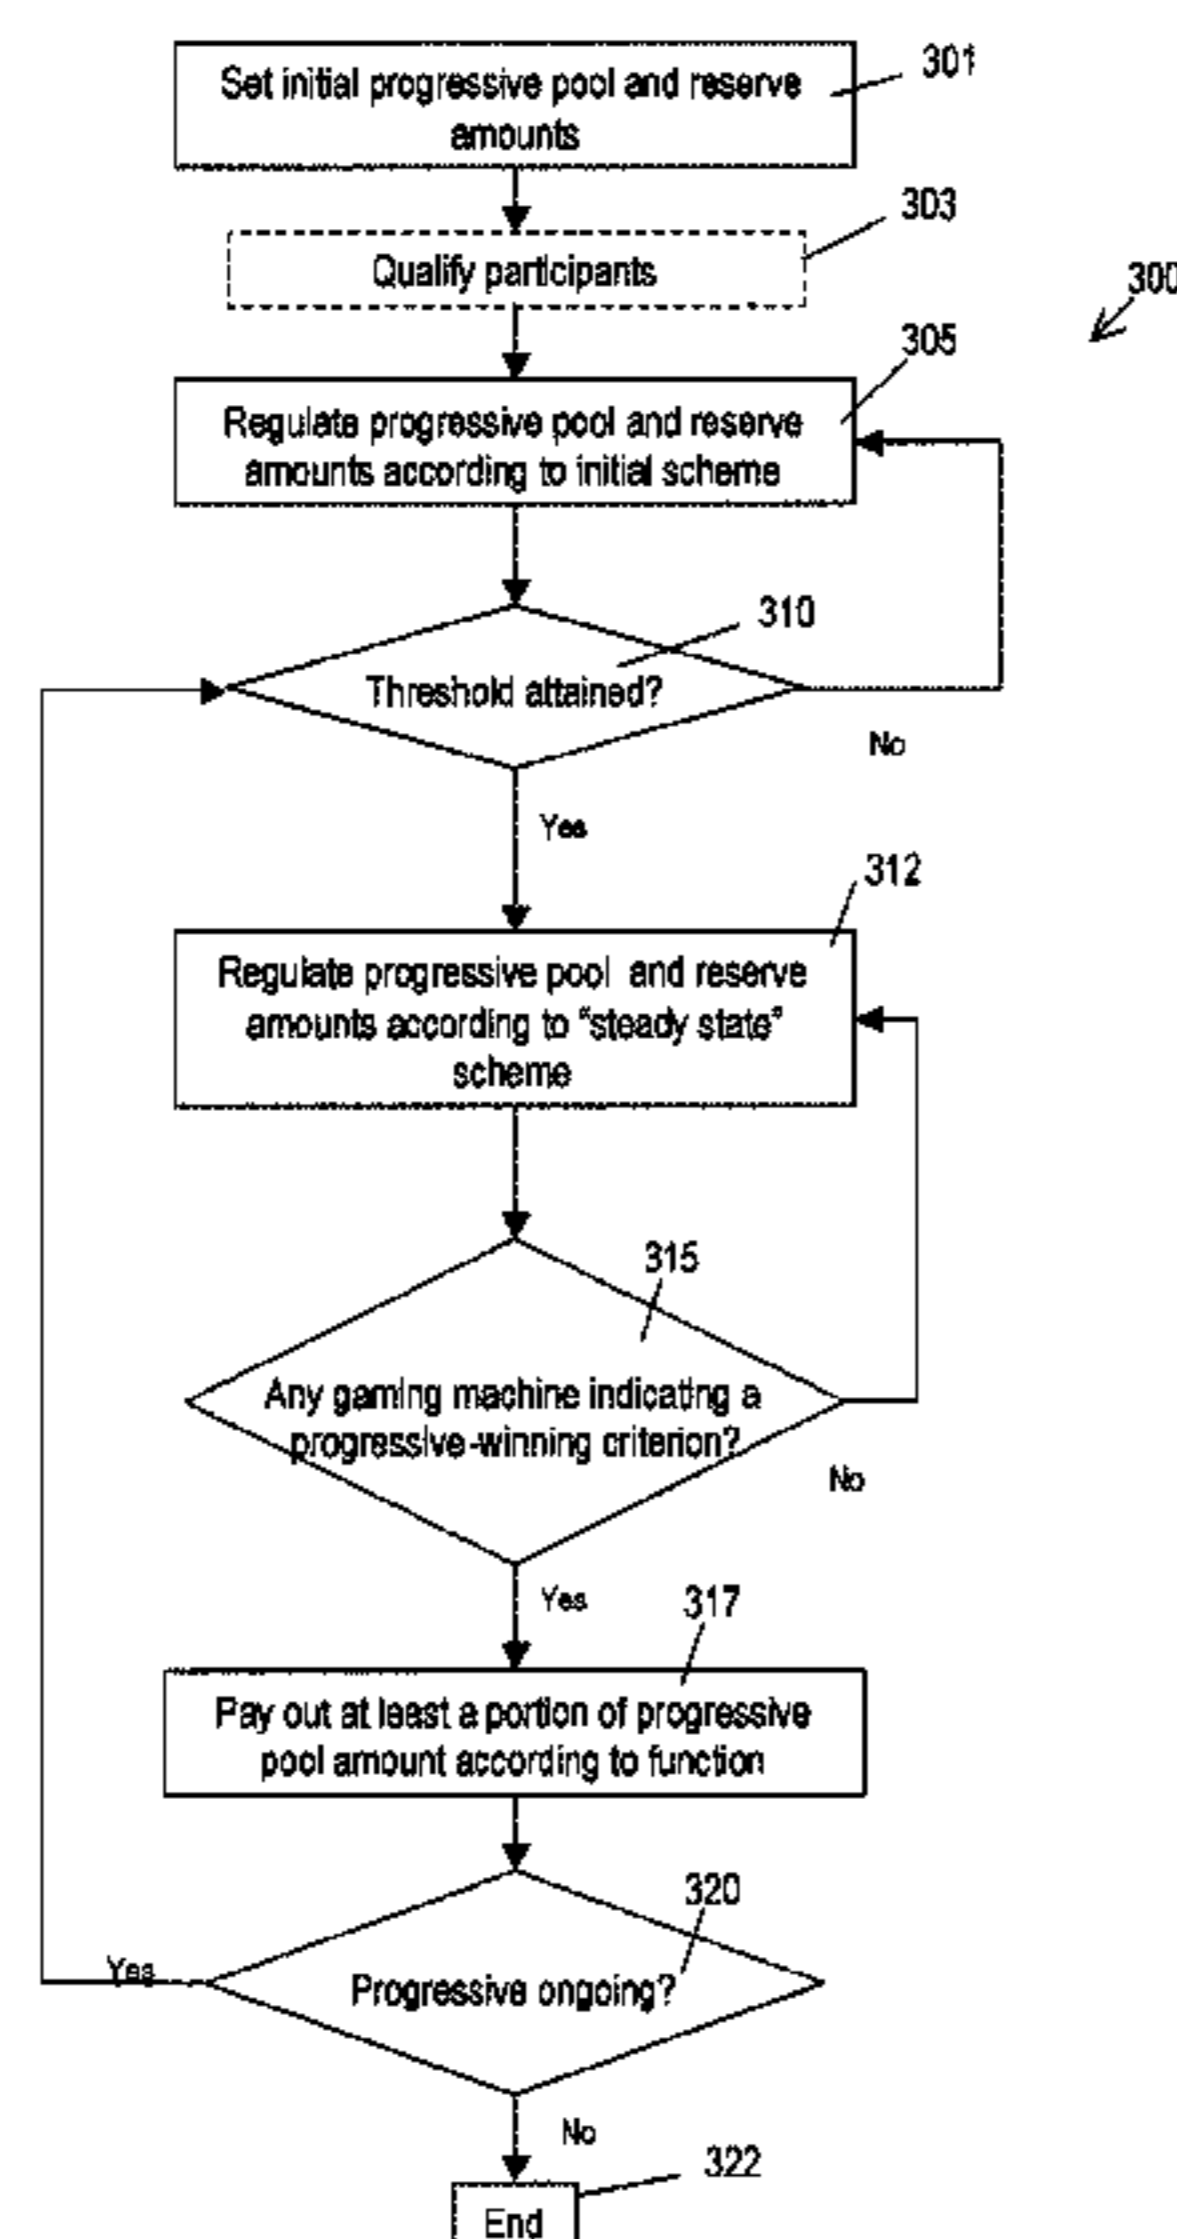 Set initial progressive pool and reserve
amounts
301
Qualify participants
303
300
Regulate progressive pool and reserve
amounts according to initial scheme
305
Threshold attained?
310
No
Yes
Regulate progressive pool and reserve
amounts according to “steady state”
scheme
312
Any gaming machine indicating a
progressive-winning criterion?
315
No
Yes
Pay out at least a portion of progressive
pool amount according to function
317
Progressive ongoing?
320
Yes
No
End
322